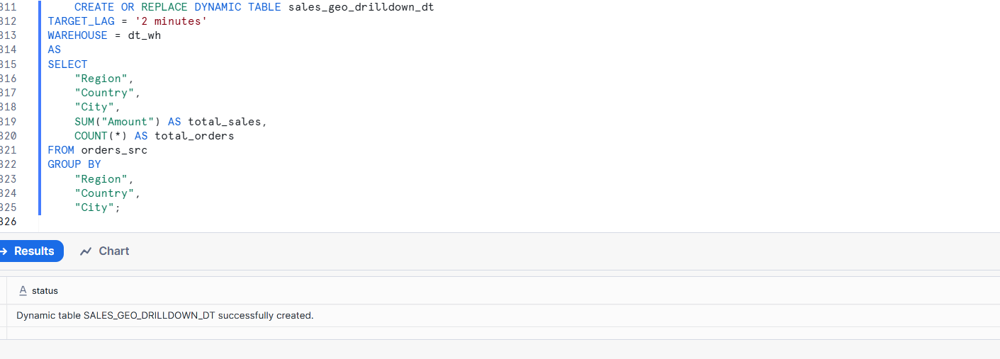 311 CREATE OR REPLACE DYNAMIC TABLE sales_geo_drilldown_dt
312 TARGET_LAG = '2 minutes'
313 WAREHOUSE = dt_wh
314 AS
315 SELECT
316 "Region",
317 "Country",
318 "City",
319 SUM("Amount") AS total_sales,
320 COUNT(*) AS total_orders
321 FROM orders_src
322 GROUP BY
323 "Region",
324 "Country",
325 "City";
326
Results Chart
A status
Dynamic table SALES_GEO_DRILLDOWN_DT successfully created.